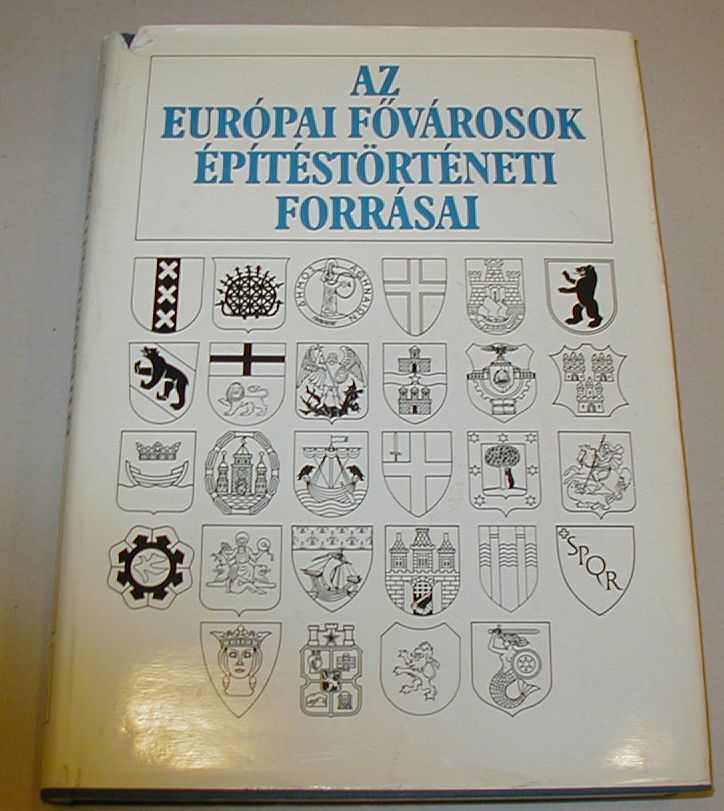 AZ
EURÓPAI FŐVÁROSOK
ÉPÍTÉSTÖRTÉNETI
FORRÁSAI
SPQR